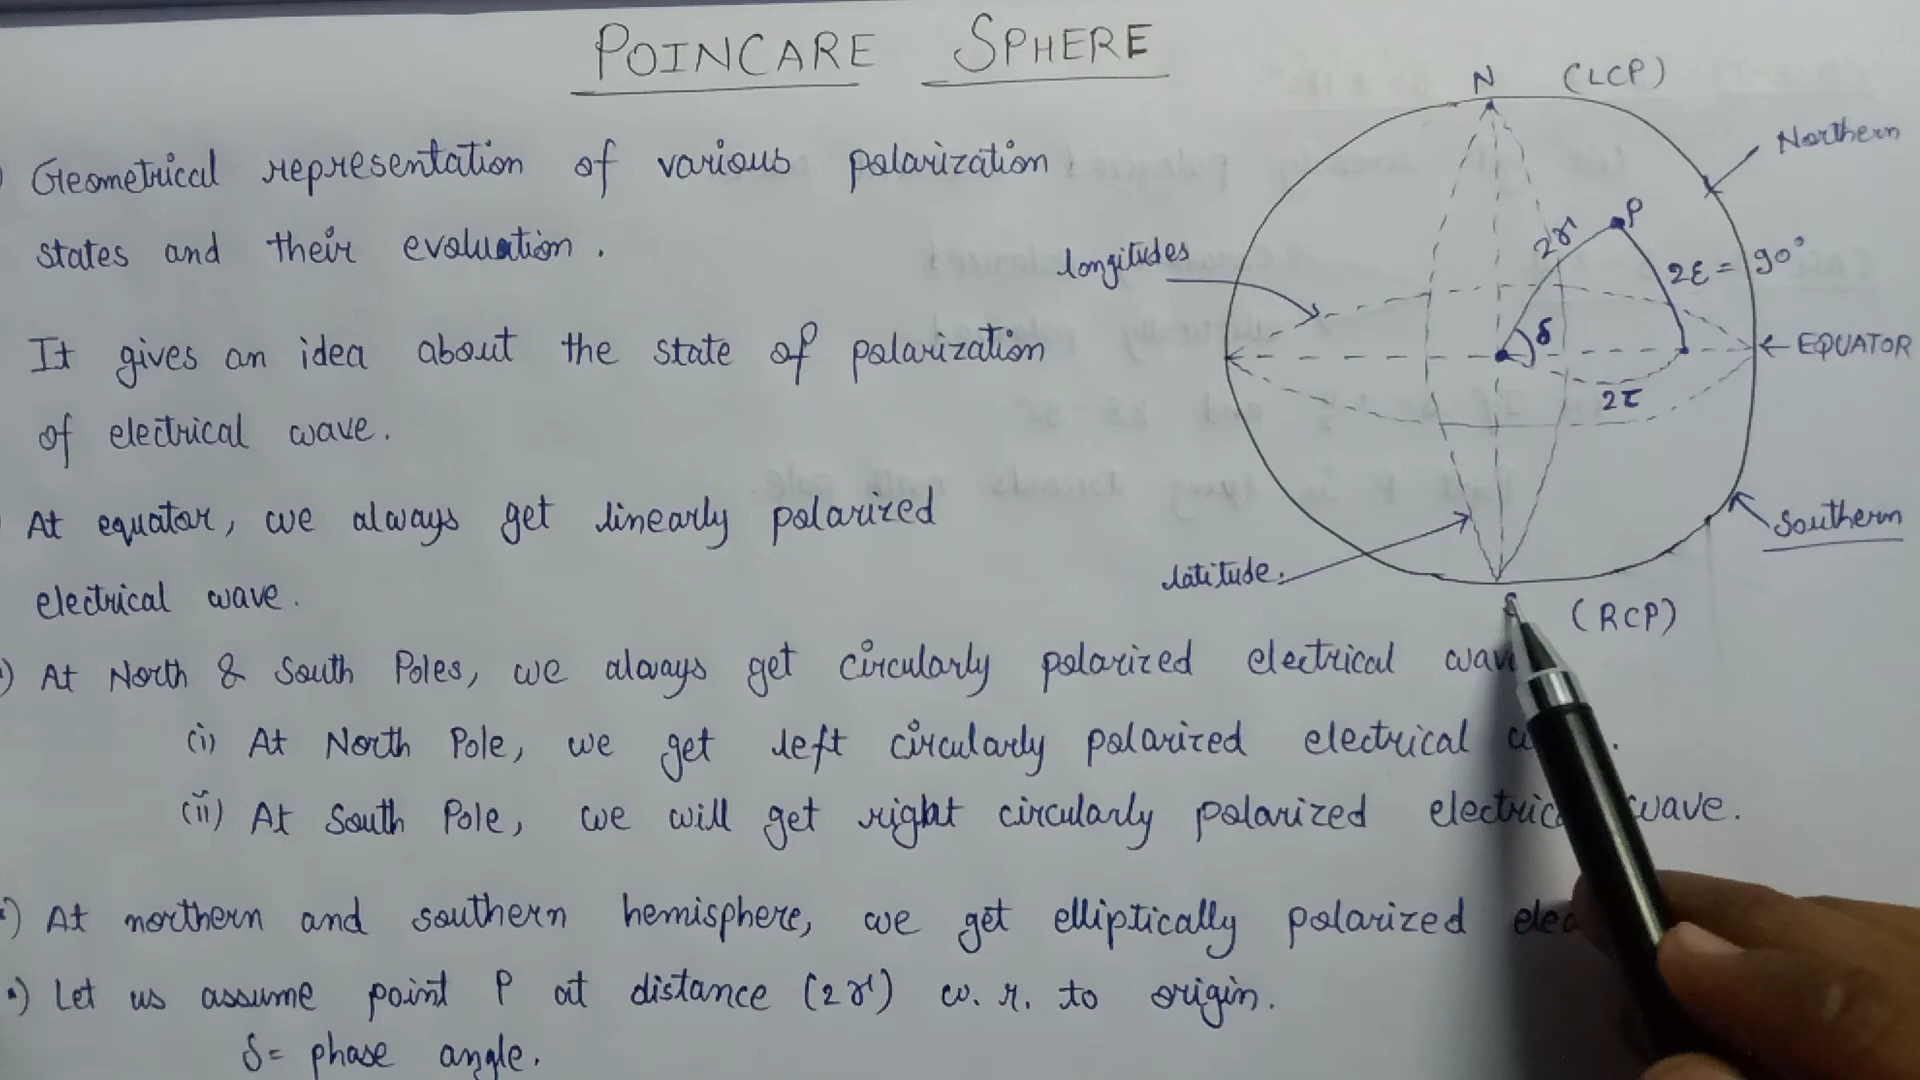 POINCARE SPHERE
Geometrical representation of various polarization
states and their evaluation.
It gives an idea about the state of polarization
of electrical wave.
At equator, we always get linearly polarized
electrical wave.
At North & South Poles, we always get circularly polarized electrical
(i) At North Pole, we get left circularly polarized electrical
(ii) At South Pole, we will get right circularly polarized electrical wave.
At northern and southern hemisphere, we get elliptically polarized
Let us assume point P at distance (2γ) w.r. to origin.
δ = phase angle.
N (LCP)
Northern
P
2γ
longitudes
2ε = 90°
δ
EQUATOR
2τ
Southern
latitude.
(RCP)